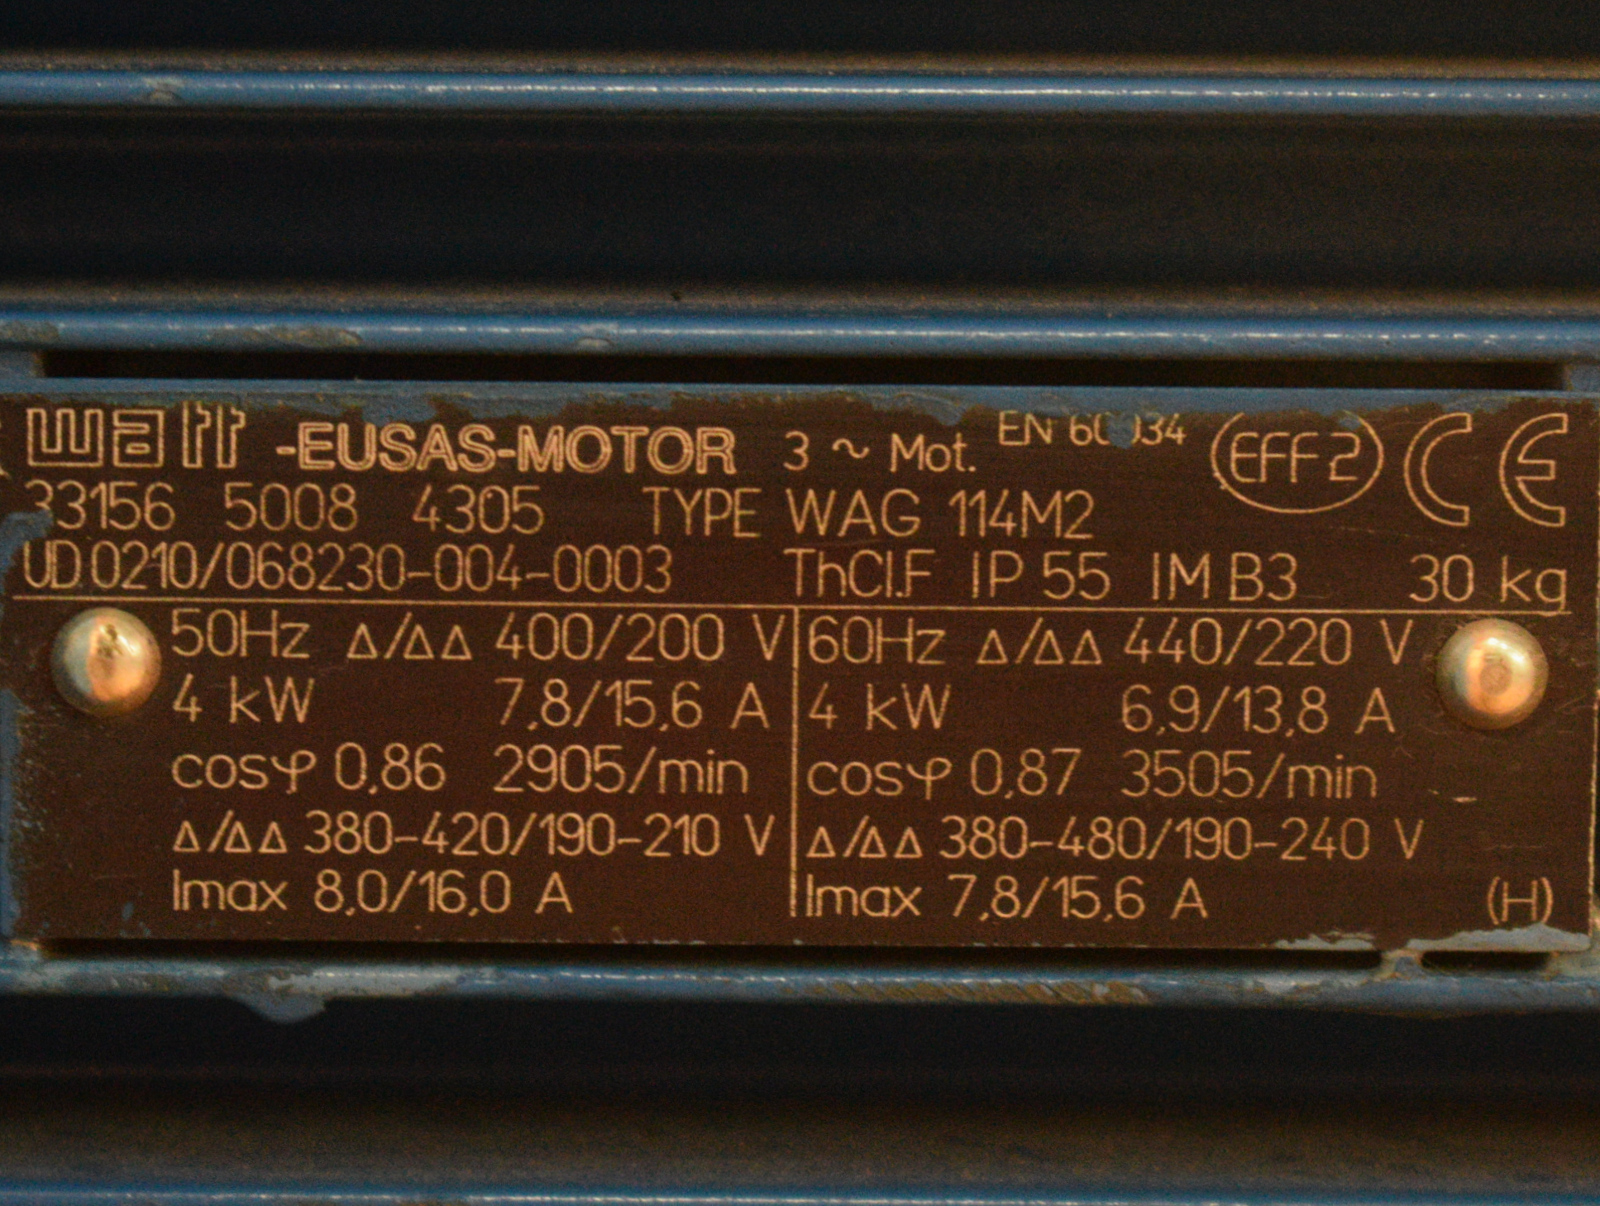 watt -EUSAS-MOTOR 3 ~ Mot. EN 60034 EFF2 CE
33156 5008 4305 TYPE WAG 114M2
UD 0210/068230-004-0003 ThCl.F IP 55 IM B3 30 kg
50Hz Δ/ΔΔ 400/200 V
4 kW 7,8/15,6 A
cosφ 0,86 2905/min
Δ/ΔΔ 380-420/190-210 V
Imax 8,0/16,0 A
60Hz Δ/ΔΔ 440/220 V
4 kW 6,9/13,8 A
cosφ 0,87 3505/min
Δ/ΔΔ 380-480/190-240 V
Imax 7,8/15,6 A
(H)